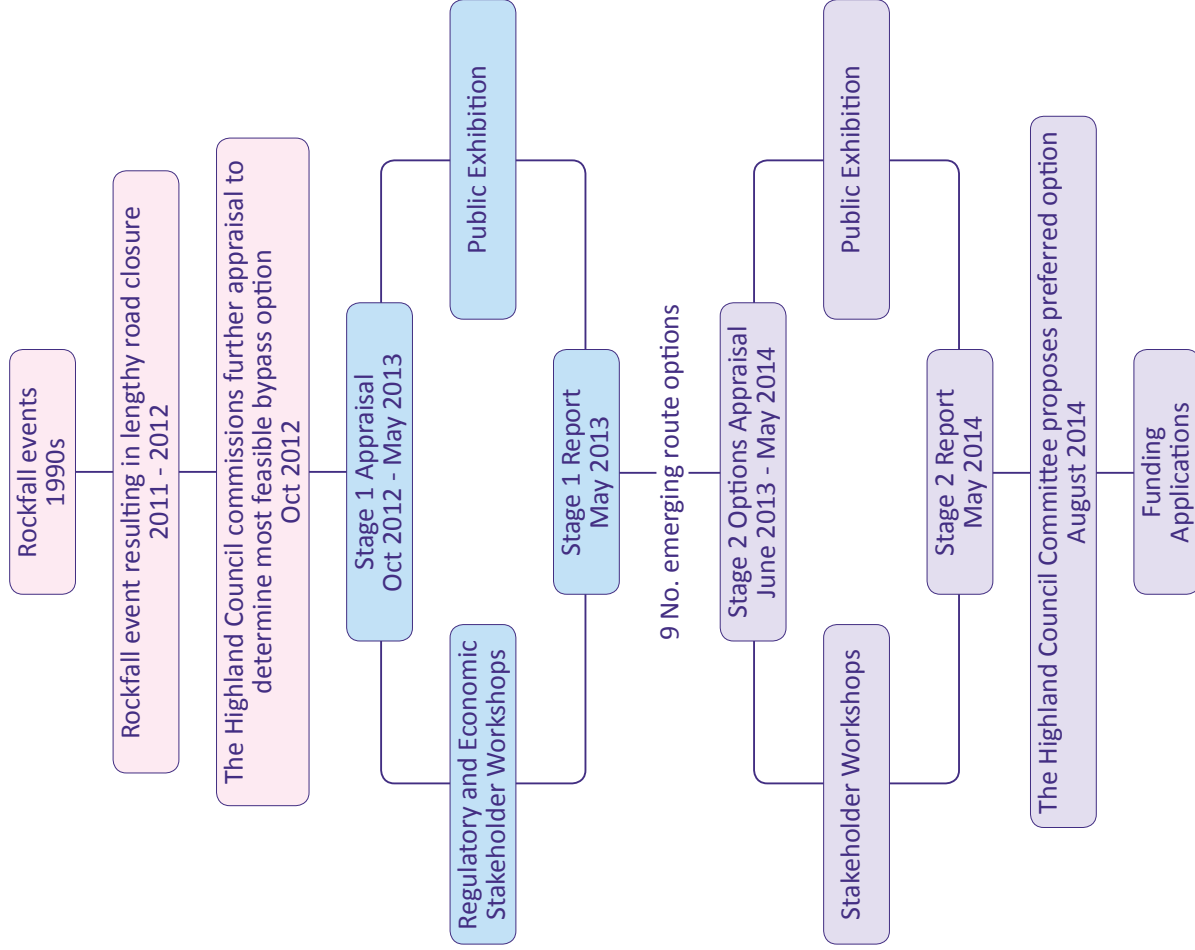 Rockfall events
1990s
Rockfall event resulting in lengthy road closure
2011 - 2012
The Highland Council commissions further appraisal to
determine most feasible bypass option
Oct 2012
Stage 1 Appraisal
Oct 2012 - May 2013
Regulatory and Economic
Stakeholder Workshops
Public Exhibition
Stage 1 Report
May 2013
9 No. emerging route options
Stage 2 Options Appraisal
June 2013 - May 2014
Stakeholder Workshops
Public Exhibition
Stage 2 Report
May 2014
The Highland Council Committee proposes preferred option
August 2014
Funding
Applications